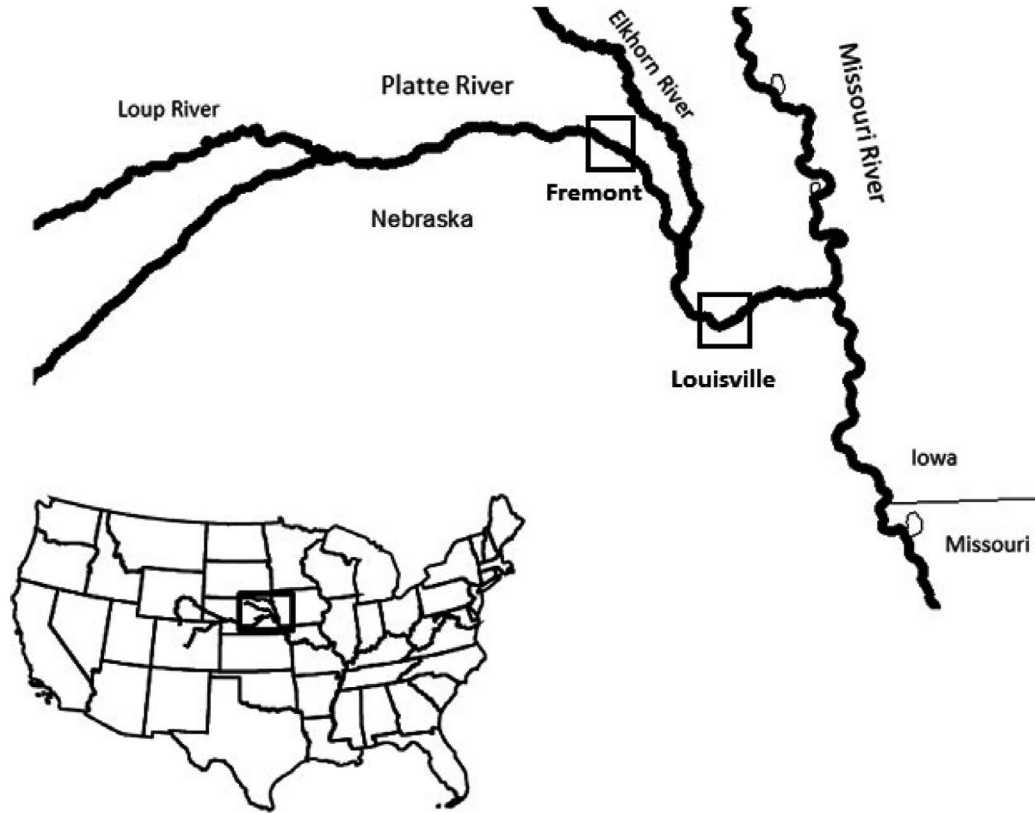 Elkhorn River
Missouri River
Platte River
Loup River
Fremont
Nebraska
Louisville
Iowa
Missouri